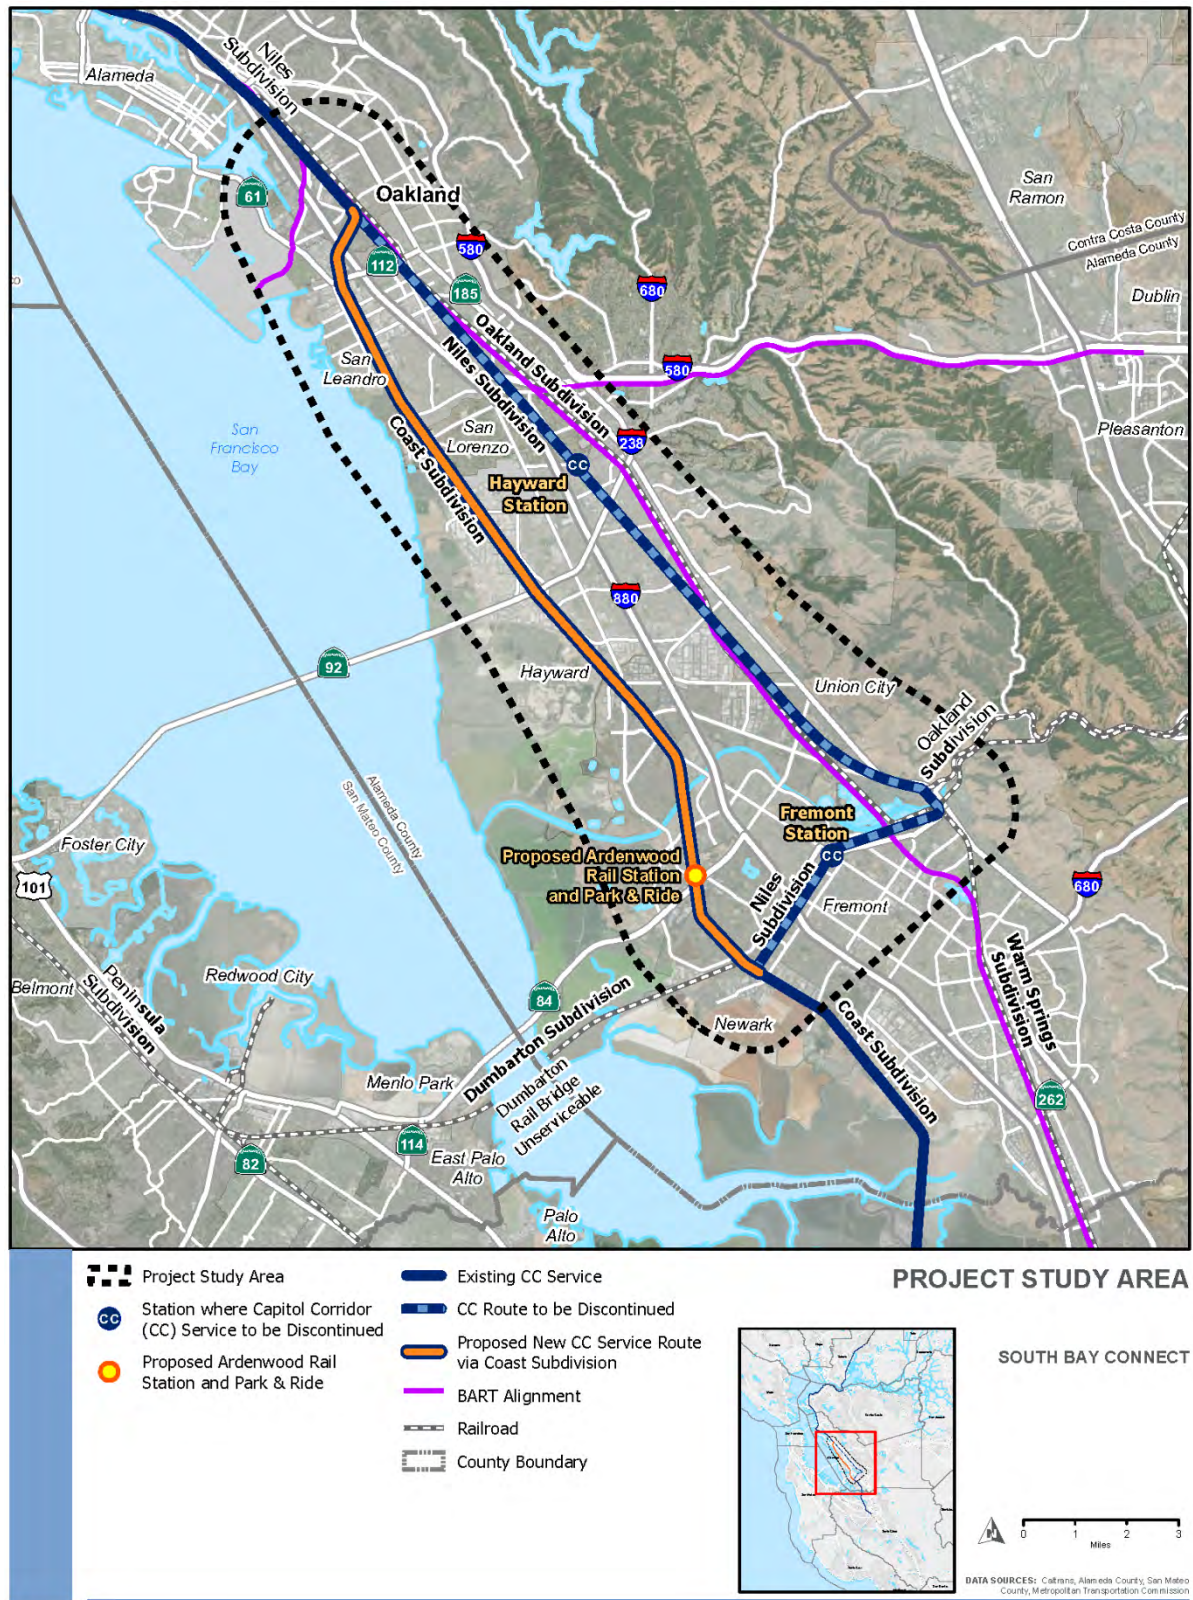 Alameda
Niles
Subdivision
61
Oakland
580
112
185
680
San
Ramon
Contra Costa County
Alameda County
Dublin
Oakland Subdivision
Niles Subdivision
580
San
Leandro
238
San
Lorenzo
Pleasanton
San
Francisco
Bay
Coast Subdivision
CC
Hayward
Station
880
92
Hayward
Union City
Oakland
Subdivision
Alameda County
San Mateo County
Foster City
101
Fremont
Station
CC
Proposed Ardenwood
Rail Station
and Park & Ride
Niles
Subdivision
Fremont
680
Belmont
Peninsula
Subdivision
Redwood City
84
Dumbarton Subdivision
Newark
Warm Springs
Subdivision
Coast Subdivision
Menlo Park
Dumbarton
Rail Bridge
Unserviceable
262
114
82
East Palo
Alto
Palo
Alto
Project Study Area
CC
Station where Capitol Corridor
(CC) Service to be Discontinued
Proposed Ardenwood Rail
Station and Park & Ride
Existing CC Service
CC Route to be Discontinued
Proposed New CC Service Route
via Coast Subdivision
BART Alignment
Railroad
County Boundary
PROJECT STUDY AREA
SOUTH BAY CONNECT
N
0 1 2 3
Miles
DATA SOURCES: Caltrans, Alameda County, San Mateo
County, Metropolitan Transportation Commission